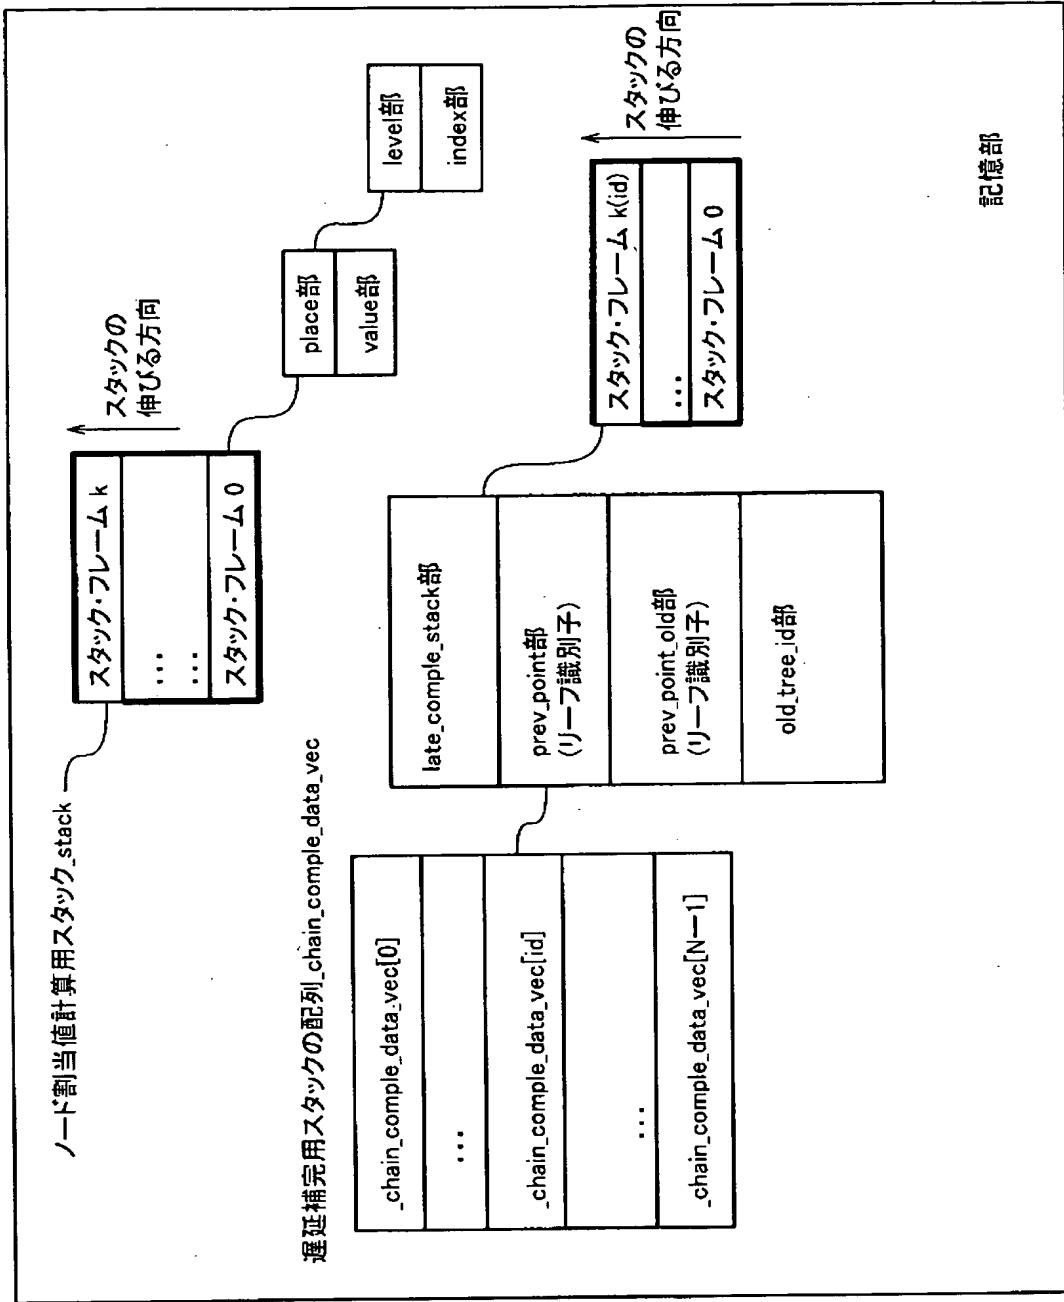 ノード割当値計算用スタック_stack
スタック・フレーム k
...
...
スタック・フレーム 0
スタックの
伸びる方向
place部
value部
level部
index部
遅延補完用スタックの配列_chain_comple_data_vec
_chain_comple_data_vec[0]
...
_chain_comple_data_vec[id]
...
_chain_comple_data_vec[N―1]
late_comple_stack部
prev_point部
(リーフ識別子)
prev_point_old部
(リーフ識別子)
old_tree_id部
スタック・フレーム k(id)
...
スタック・フレーム 0
スタックの
伸びる方向
記憶部